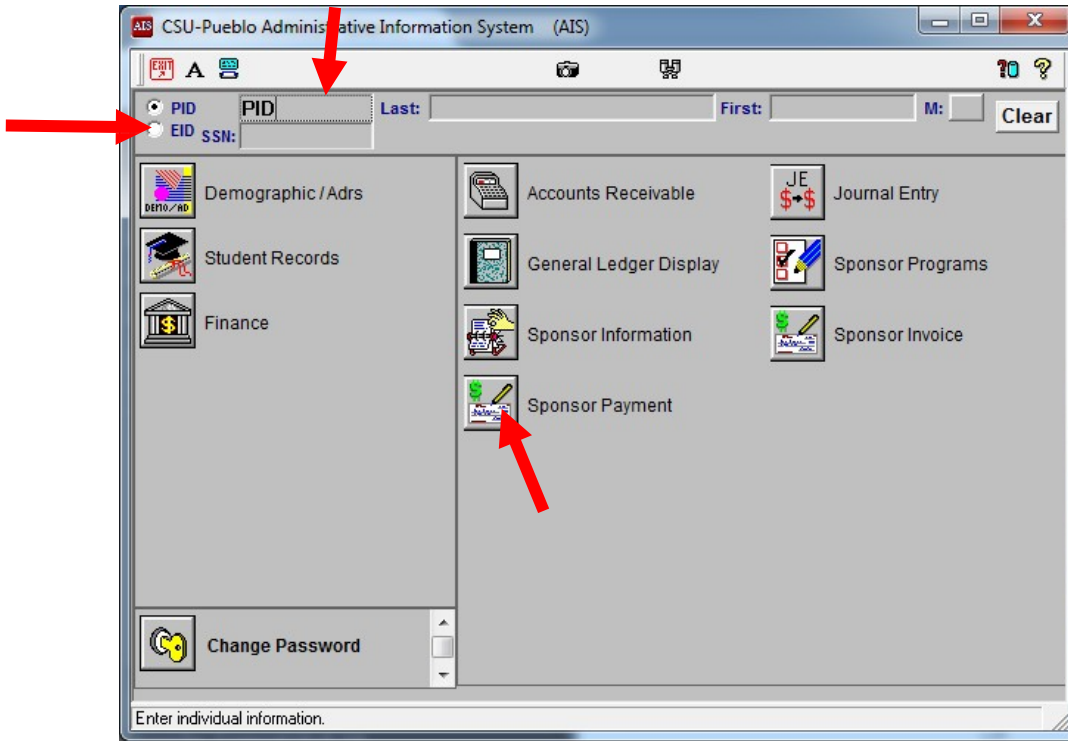 AIS CSU-Pueblo Administrative Information System (AIS)
EXIT A
PID PID Last: First: M: Clear
EID SSN:
DEMO/AD Demographic / Adrs
Student Records
Finance
Accounts Receivable
JE $→$ Journal Entry
General Ledger Display
Sponsor Programs
Sponsor Information
$ Sponsor Invoice
$ Sponsor Payment
Change Password
Enter individual information.